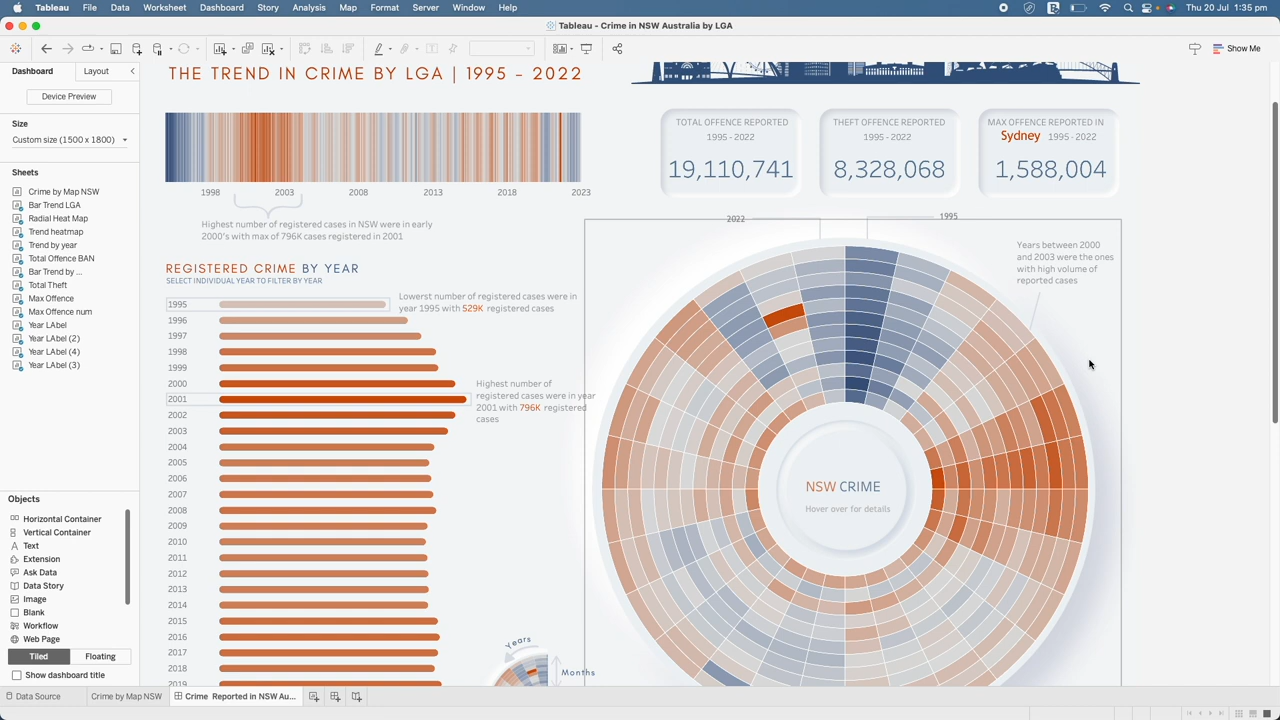 Tableau File Data Worksheet Dashboard Story Analysis Map Format Server Window Help
Thu 20 Jul 1:35 pm
Tableau - Crime in NSW Australia by LGA
Show Me
Dashboard Layout
Device Preview
Size
Custom size (1500 x 1800)
Sheets
Crime by Map NSW
Bar Trend LGA
Radial Heat Map
Trend heatmap
Trend by year
Total Offence BAN
Bar Trend by ...
Total Theft
Max Offence
Max Offence num
Year LAbel
Year LAbel (2)
Year LAbel (4)
Year LAbel (3)
Objects
Horizontal Container
Vertical Container
Text
Extension
Ask Data
Data Story
Image
Blank
Workflow
Web Page
Tiled Floating
Show dashboard title
THE TREND IN CRIME BY LGA | 1995 - 2022
1998 2003 2008 2013 2018 2023
Highest number of registered cases in NSW were in early
2000's with max of 796K cases registered in 2001
TOTAL OFFENCE REPORTED
1995 - 2022
19,110,741
THEFT OFFENCE REPORTED
1995 - 2022
8,328,068
MAX OFFENCE REPORTED IN
Sydney 1995 - 2022
1,588,004
REGISTERED CRIME BY YEAR
SELECT INDIVIDUAL YEAR TO FILTER BY YEAR
1995
1996
1997
1998
1999
2000
2001
2002
2003
2004
2005
2006
2007
2008
2009
2010
2011
2012
2013
2014
2015
2016
2017
2018
2019
Lowest number of registered cases were in
year 1995 with 529K registered cases
Highest number of
registered cases were in year
2001 with 796K registered
cases
2022 1995
Years between 2000
and 2003 were the ones
with high volume of
reported cases
NSW CRIME
Hover over for details
Years
Months
Data Source Crime by Map NSW Crime Reported in NSW Au...